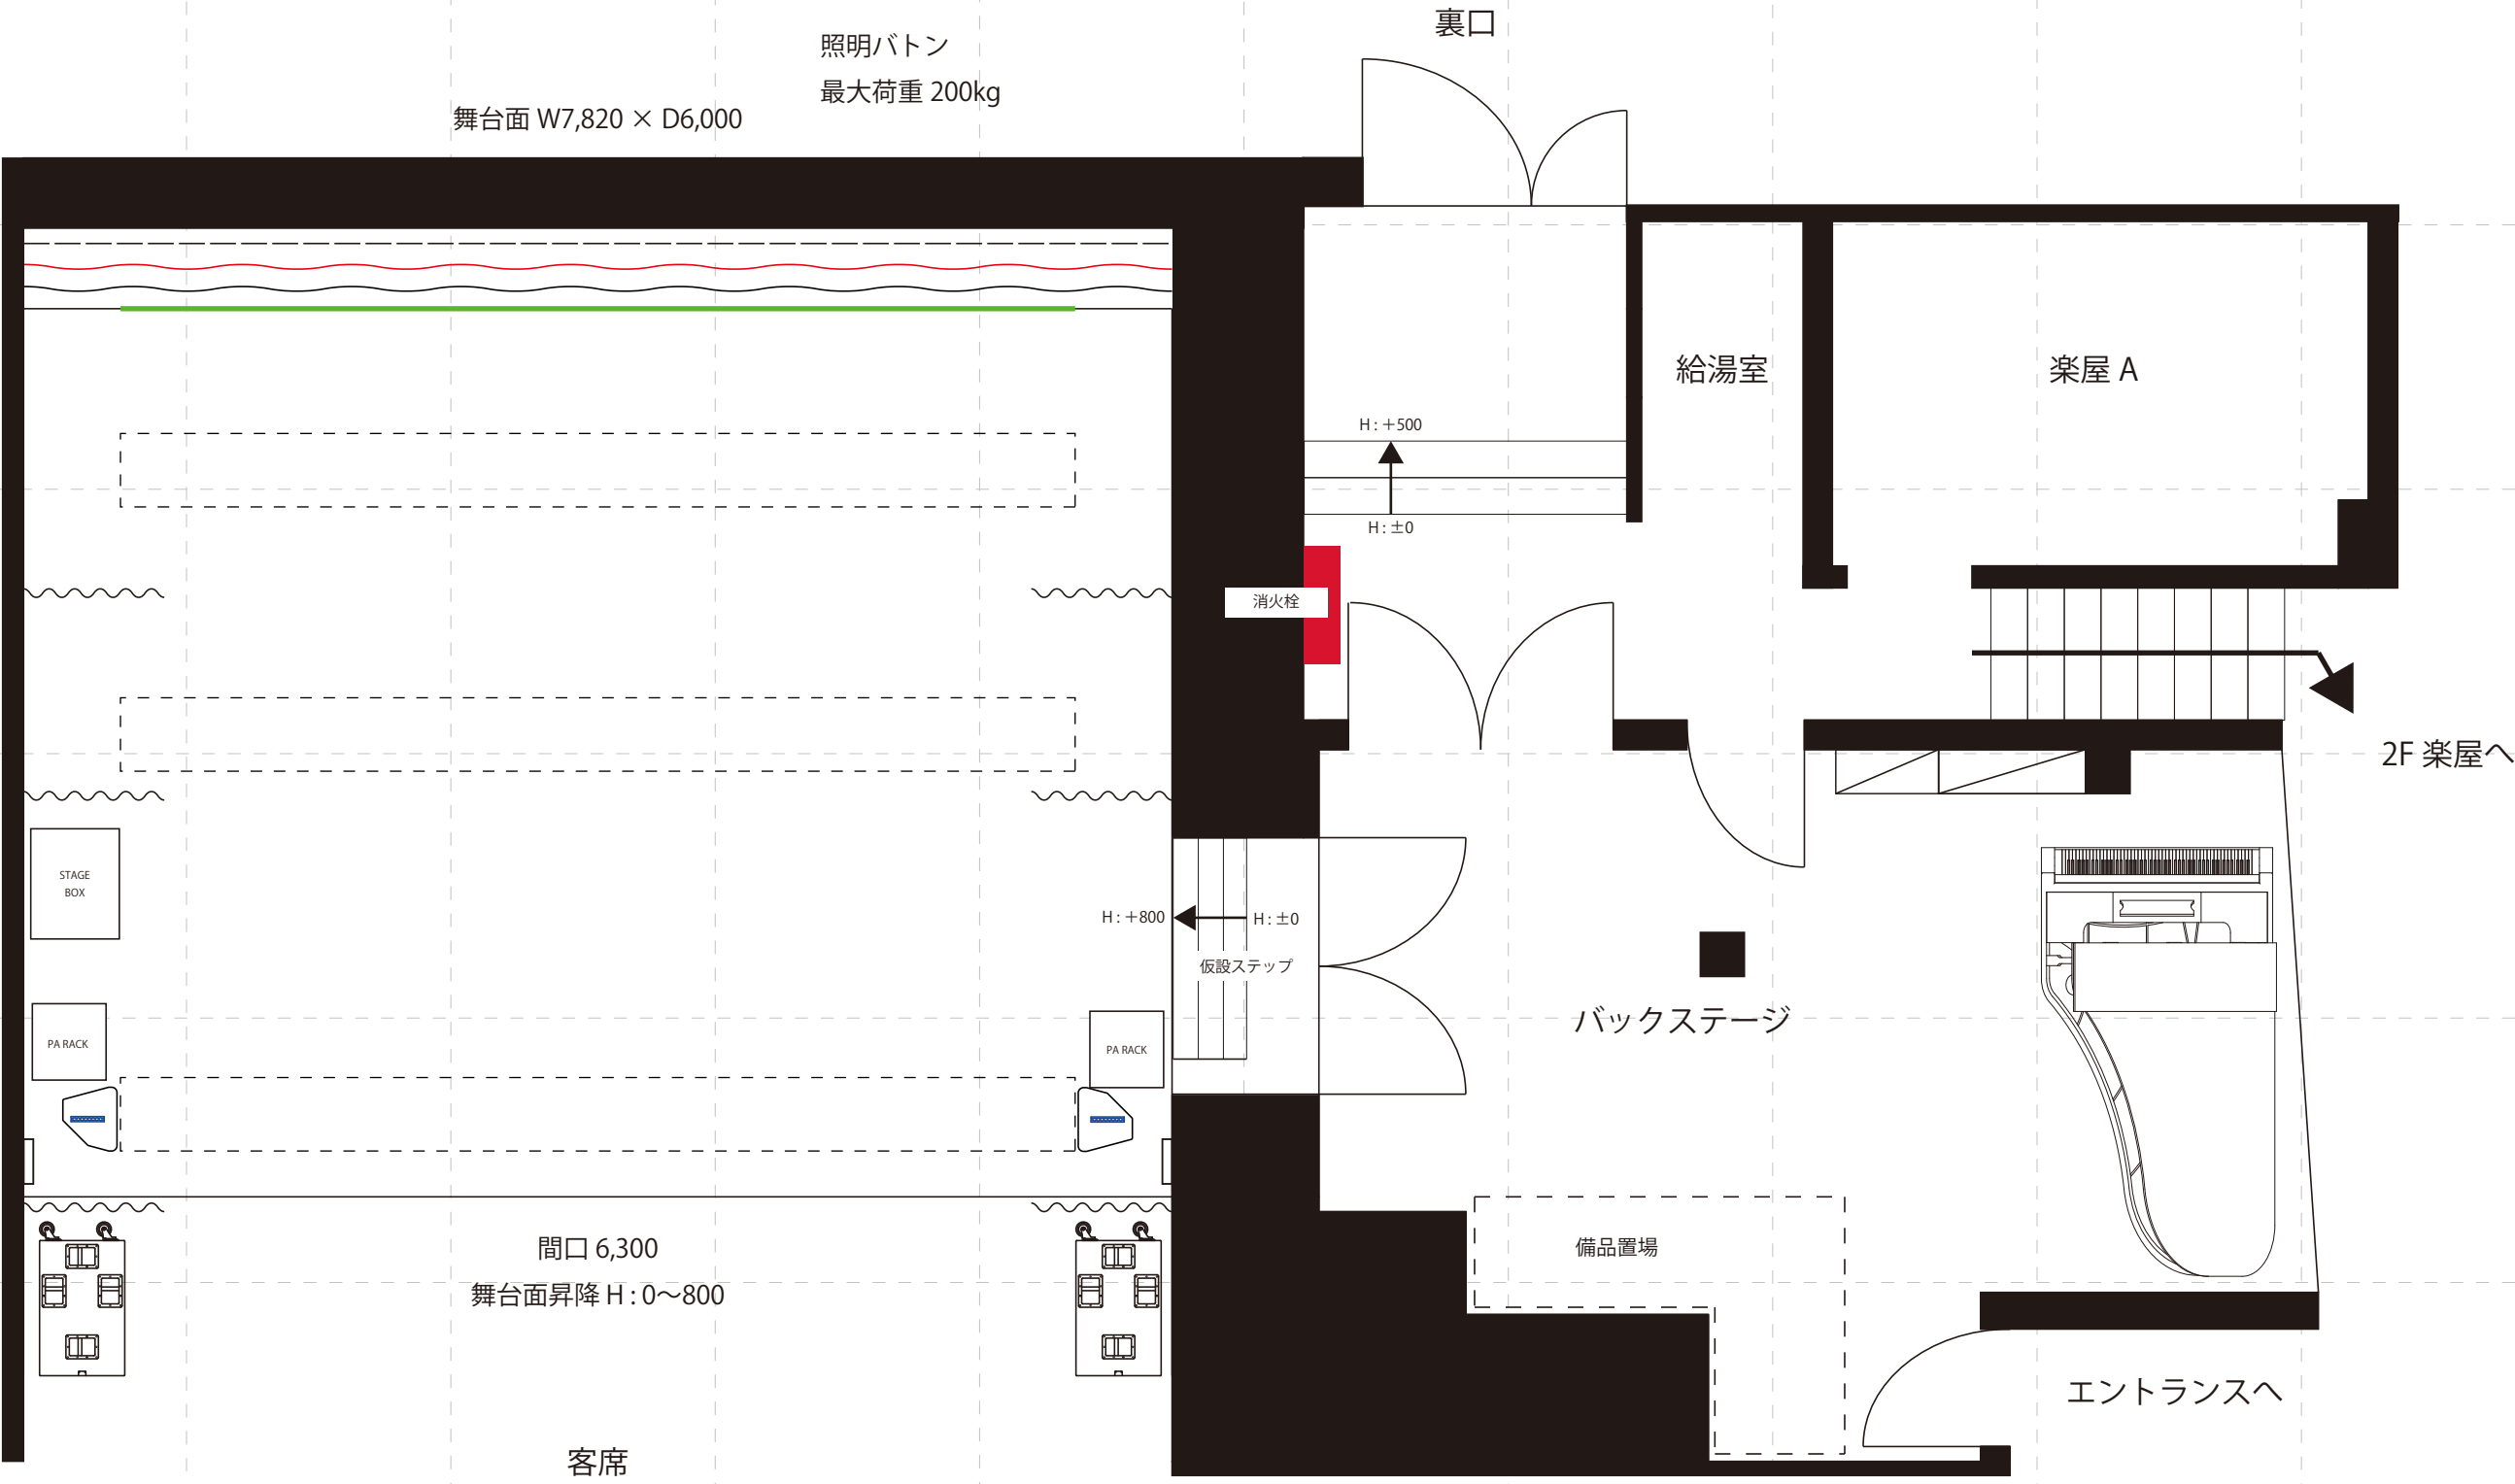 裏口
照明バトン
最大荷重 200kg
舞台面 W7,820 × D6,000
給湯室
楽屋 A
H : +500
H : ±0
消火栓
2F 楽屋へ
STAGE
BOX
H : +800
H : ±0
仮設ステップ
バックステージ
PA RACK
PA RACK
備品置場
間口 6,300
舞台面昇降 H : 0〜800
エントランスへ
客席